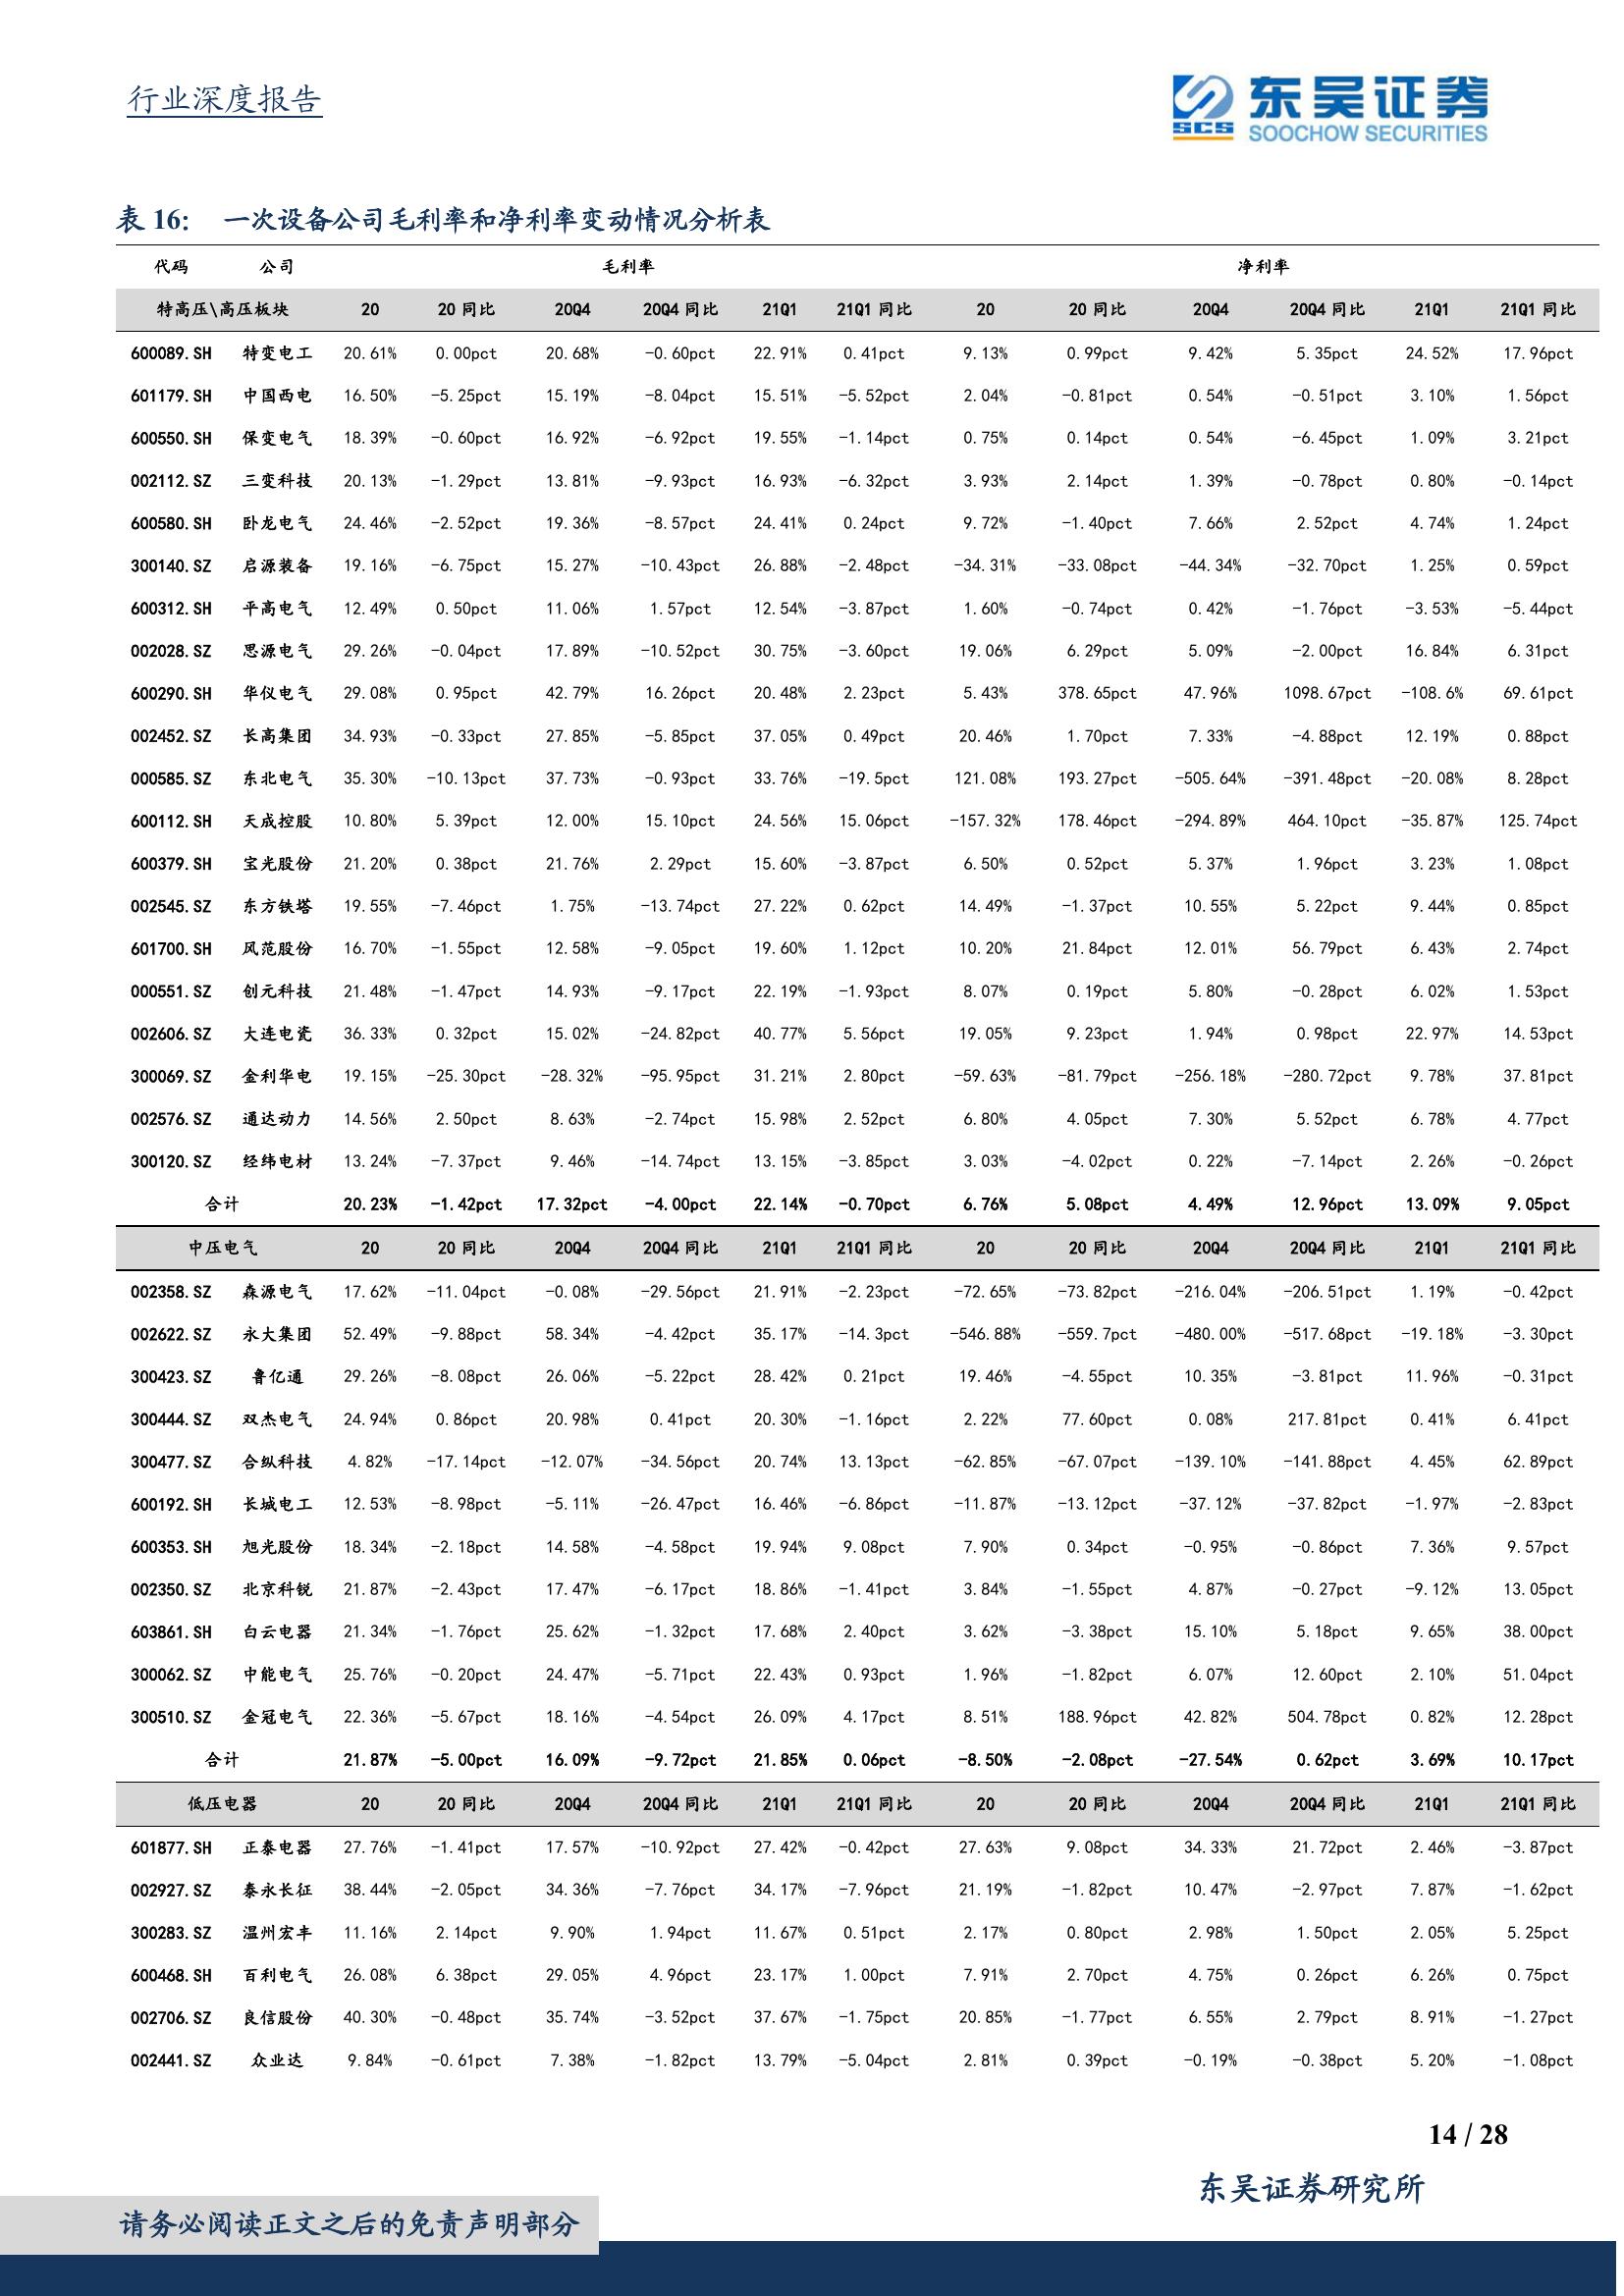 行业深度报告
SCS 东吴证券
SOOCHOW SECURITIES
表 16: 一次设备公司毛利率和净利率变动情况分析表
代码 公司 毛利率 净利率
特高压\高压板块 20 20 同比 20Q4 20Q4 同比 21Q1 21Q1 同比 20 20 同比 20Q4 20Q4 同比 21Q1 21Q1 同比
600089.SH 特变电工 20.61% 0.00pct 20.68% -0.60pct 22.91% 0.41pct 9.13% 0.99pct 9.42% 5.35pct 24.52% 17.96pct
601179.SH 中国西电 16.50% -5.25pct 15.19% -8.04pct 15.51% -5.52pct 2.04% -0.81pct 0.54% -0.51pct 3.10% 1.56pct
600550.SH 保变电气 18.39% -0.60pct 16.92% -6.92pct 19.55% -1.14pct 0.75% 0.14pct 0.54% -6.45pct 1.09% 3.21pct
002112.SZ 三变科技 20.13% -1.29pct 13.81% -9.93pct 16.93% -6.32pct 3.93% 2.14pct 1.39% -0.78pct 0.80% -0.14pct
600580.SH 卧龙电气 24.46% -2.52pct 19.36% -8.57pct 24.41% 0.24pct 9.72% -1.40pct 7.66% 2.52pct 4.74% 1.24pct
300140.SZ 启源装备 19.16% -6.75pct 15.27% -10.43pct 26.88% -2.48pct -34.31% -33.08pct -44.34% -32.70pct 1.25% 0.59pct
600312.SH 平高电气 12.49% 0.50pct 11.06% 1.57pct 12.54% -3.87pct 1.60% -0.74pct 0.42% -1.76pct -3.53% -5.44pct
002028.SZ 思源电气 29.26% -0.04pct 17.89% -10.52pct 30.75% -3.60pct 19.06% 6.29pct 5.09% -2.00pct 16.84% 6.31pct
600290.SH 华仪电气 29.08% 0.95pct 42.79% 16.26pct 20.48% 2.23pct 5.43% 378.65pct 47.96% 1098.67pct -108.6% 69.61pct
002452.SZ 长高集团 34.93% -0.33pct 27.85% -5.85pct 37.05% 0.49pct 20.46% 1.70pct 7.33% -4.88pct 12.19% 0.88pct
000585.SZ 东北电气 35.30% -10.13pct 37.73% -0.93pct 33.76% -19.5pct 121.08% 193.27pct -505.64% -391.48pct -20.08% 8.28pct
600112.SH 天成控股 10.80% 5.39pct 12.00% 15.10pct 24.56% 15.06pct -157.32% 178.46pct -294.89% 464.10pct -35.87% 125.74pct
600379.SH 宝光股份 21.20% 0.38pct 21.76% 2.29pct 15.60% -3.87pct 6.50% 0.52pct 5.37% 1.96pct 3.23% 1.08pct
002545.SZ 东方铁塔 19.55% -7.46pct 1.75% -13.74pct 27.22% 0.62pct 14.49% -1.37pct 10.55% 5.22pct 9.44% 0.85pct
601700.SH 风范股份 16.70% -1.55pct 12.58% -9.05pct 19.60% 1.12pct 10.20% 21.84pct 12.01% 56.79pct 6.43% 2.74pct
000551.SZ 创元科技 21.48% -1.47pct 14.93% -9.17pct 22.19% -1.93pct 8.07% 0.19pct 5.80% -0.28pct 6.02% 1.53pct
002606.SZ 大连电瓷 36.33% 0.32pct 15.02% -24.82pct 40.77% 5.56pct 19.05% 9.23pct 1.94% 0.98pct 22.97% 14.53pct
300069.SZ 金利华电 19.15% -25.30pct -28.32% -95.95pct 31.21% 2.80pct -59.63% -81.79pct -256.18% -280.72pct 9.78% 37.81pct
002576.SZ 通达动力 14.56% 2.50pct 8.63% -2.74pct 15.98% 2.52pct 6.80% 4.05pct 7.30% 5.52pct 6.78% 4.77pct
300120.SZ 经纬电材 13.24% -7.37pct 9.46% -14.74pct 13.15% -3.85pct 3.03% -4.02pct 0.22% -7.14pct 2.26% -0.26pct
合计 20.23% -1.42pct 17.32pct -4.00pct 22.14% -0.70pct 6.76% 5.08pct 4.49% 12.96pct 13.09% 9.05pct
中压电气 20 20 同比 20Q4 20Q4 同比 21Q1 21Q1 同比 20 20 同比 20Q4 20Q4 同比 21Q1 21Q1 同比
002358.SZ 森源电气 17.62% -11.04pct -0.08% -29.56pct 21.91% -2.23pct -72.65% -73.82pct -216.04% -206.51pct 1.19% -0.42pct
002622.SZ 永大集团 52.49% -9.88pct 58.34% -4.42pct 35.17% -14.3pct -546.88% -559.7pct -480.00% -517.68pct -19.18% -3.30pct
300423.SZ 鲁亿通 29.26% -8.08pct 26.06% -5.22pct 28.42% 0.21pct 19.46% -4.55pct 10.35% -3.81pct 11.96% -0.31pct
300444.SZ 双杰电气 24.94% 0.86pct 20.98% 0.41pct 20.30% -1.16pct 2.22% 77.60pct 0.08% 217.81pct 0.41% 6.41pct
300477.SZ 合纵科技 4.82% -17.14pct -12.07% -34.56pct 20.74% 13.13pct -62.85% -67.07pct -139.10% -141.88pct 4.45% 62.89pct
600192.SH 长城电工 12.53% -8.98pct -5.11% -26.47pct 16.46% -6.86pct -11.87% -13.12pct -37.12% -37.82pct -1.97% -2.83pct
600353.SH 旭光股份 18.34% -2.18pct 14.58% -4.58pct 19.94% 9.08pct 7.90% 0.34pct -0.95% -0.86pct 7.36% 9.57pct
002350.SZ 北京科锐 21.87% -2.43pct 17.47% -6.17pct 18.86% -1.41pct 3.84% -1.55pct 4.87% -0.27pct -9.12% 13.05pct
603861.SH 白云电器 21.34% -1.76pct 25.62% -1.32pct 17.68% 2.40pct 3.62% -3.38pct 15.10% 5.18pct 9.65% 38.00pct
300062.SZ 中能电气 25.76% -0.20pct 24.47% -5.71pct 22.43% 0.93pct 1.96% -1.82pct 6.07% 12.60pct 2.10% 51.04pct
300510.SZ 金冠电气 22.36% -5.67pct 18.16% -4.54pct 26.09% 4.17pct 8.51% 188.96pct 42.82% 504.78pct 0.82% 12.28pct
合计 21.87% -5.00pct 16.09% -9.72pct 21.85% 0.06pct -8.50% -2.08pct -27.54% 0.62pct 3.69% 10.17pct
低压电器 20 20 同比 20Q4 20Q4 同比 21Q1 21Q1 同比 20 20 同比 20Q4 20Q4 同比 21Q1 21Q1 同比
601877.SH 正泰电器 27.76% -1.41pct 17.57% -10.92pct 27.42% -0.42pct 27.63% 9.08pct 34.33% 21.72pct 2.46% -3.87pct
002927.SZ 泰永长征 38.44% -2.05pct 34.36% -7.76pct 34.17% -7.96pct 21.19% -1.82pct 10.47% -2.97pct 7.87% -1.62pct
300283.SZ 温州宏丰 11.16% 2.14pct 9.90% 1.94pct 11.67% 0.51pct 2.17% 0.80pct 2.98% 1.50pct 2.05% 5.25pct
600468.SH 百利电气 26.08% 6.38pct 29.05% 4.96pct 23.17% 1.00pct 7.91% 2.70pct 4.75% 0.26pct 6.26% 0.75pct
002706.SZ 良信股份 40.30% -0.48pct 35.74% -3.52pct 37.67% -1.75pct 20.85% -1.77pct 6.55% 2.79pct 8.91% -1.27pct
002441.SZ 众业达 9.84% -0.61pct 7.38% -1.82pct 13.79% -5.04pct 2.81% 0.39pct -0.19% -0.38pct 5.20% -1.08pct
14 / 28
东吴证券研究所
请务必阅读正文之后的免责声明部分